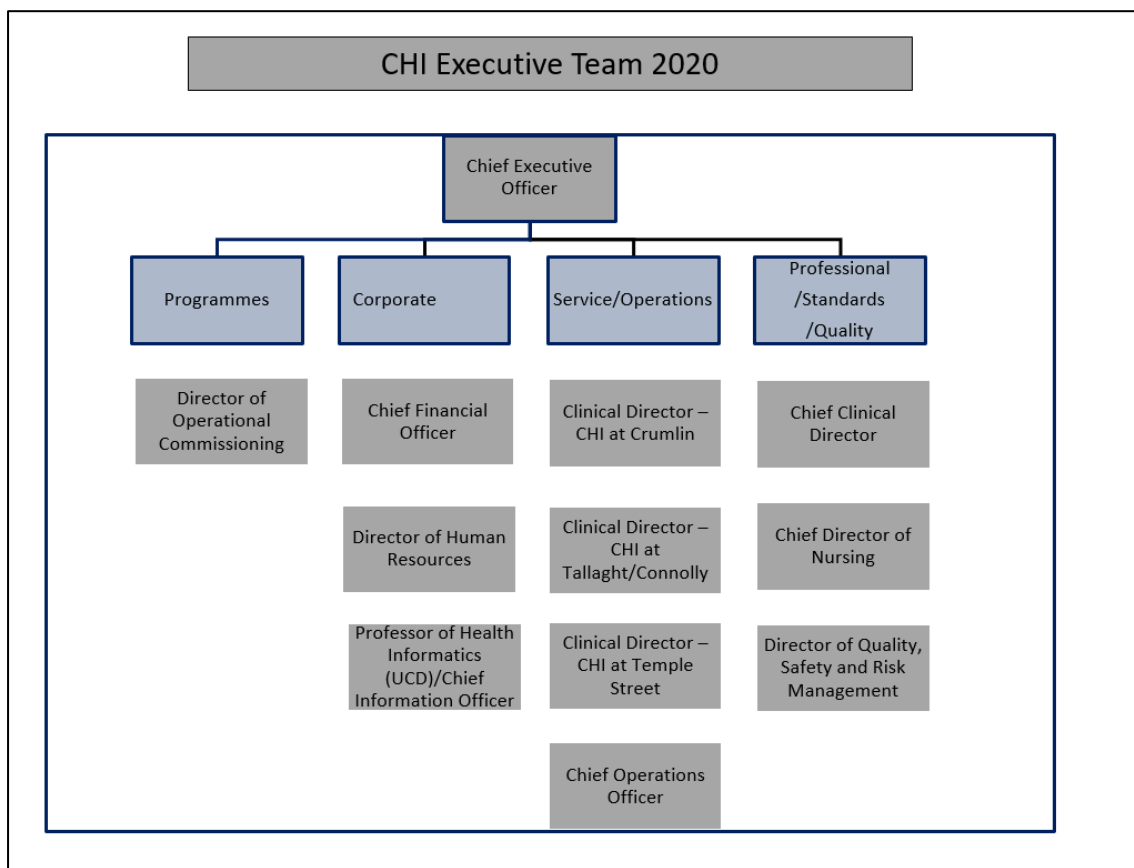 CHI Executive Team 2020
Chief Executive
Officer
Programmes
Corporate
Service/Operations
Professional
/Standards
/Quality
Director of
Operational
Commissioning
Chief Financial
Officer
Clinical Director –
CHI at Crumlin
Chief Clinical
Director
Director of Human
Resources
Clinical Director –
CHI at
Tallaght/Connolly
Chief Director of
Nursing
Professor of Health
Informatics
(UCD)/Chief
Information Officer
Clinical Director –
CHI at Temple
Street
Director of Quality,
Safety and Risk
Management
Chief Operations
Officer